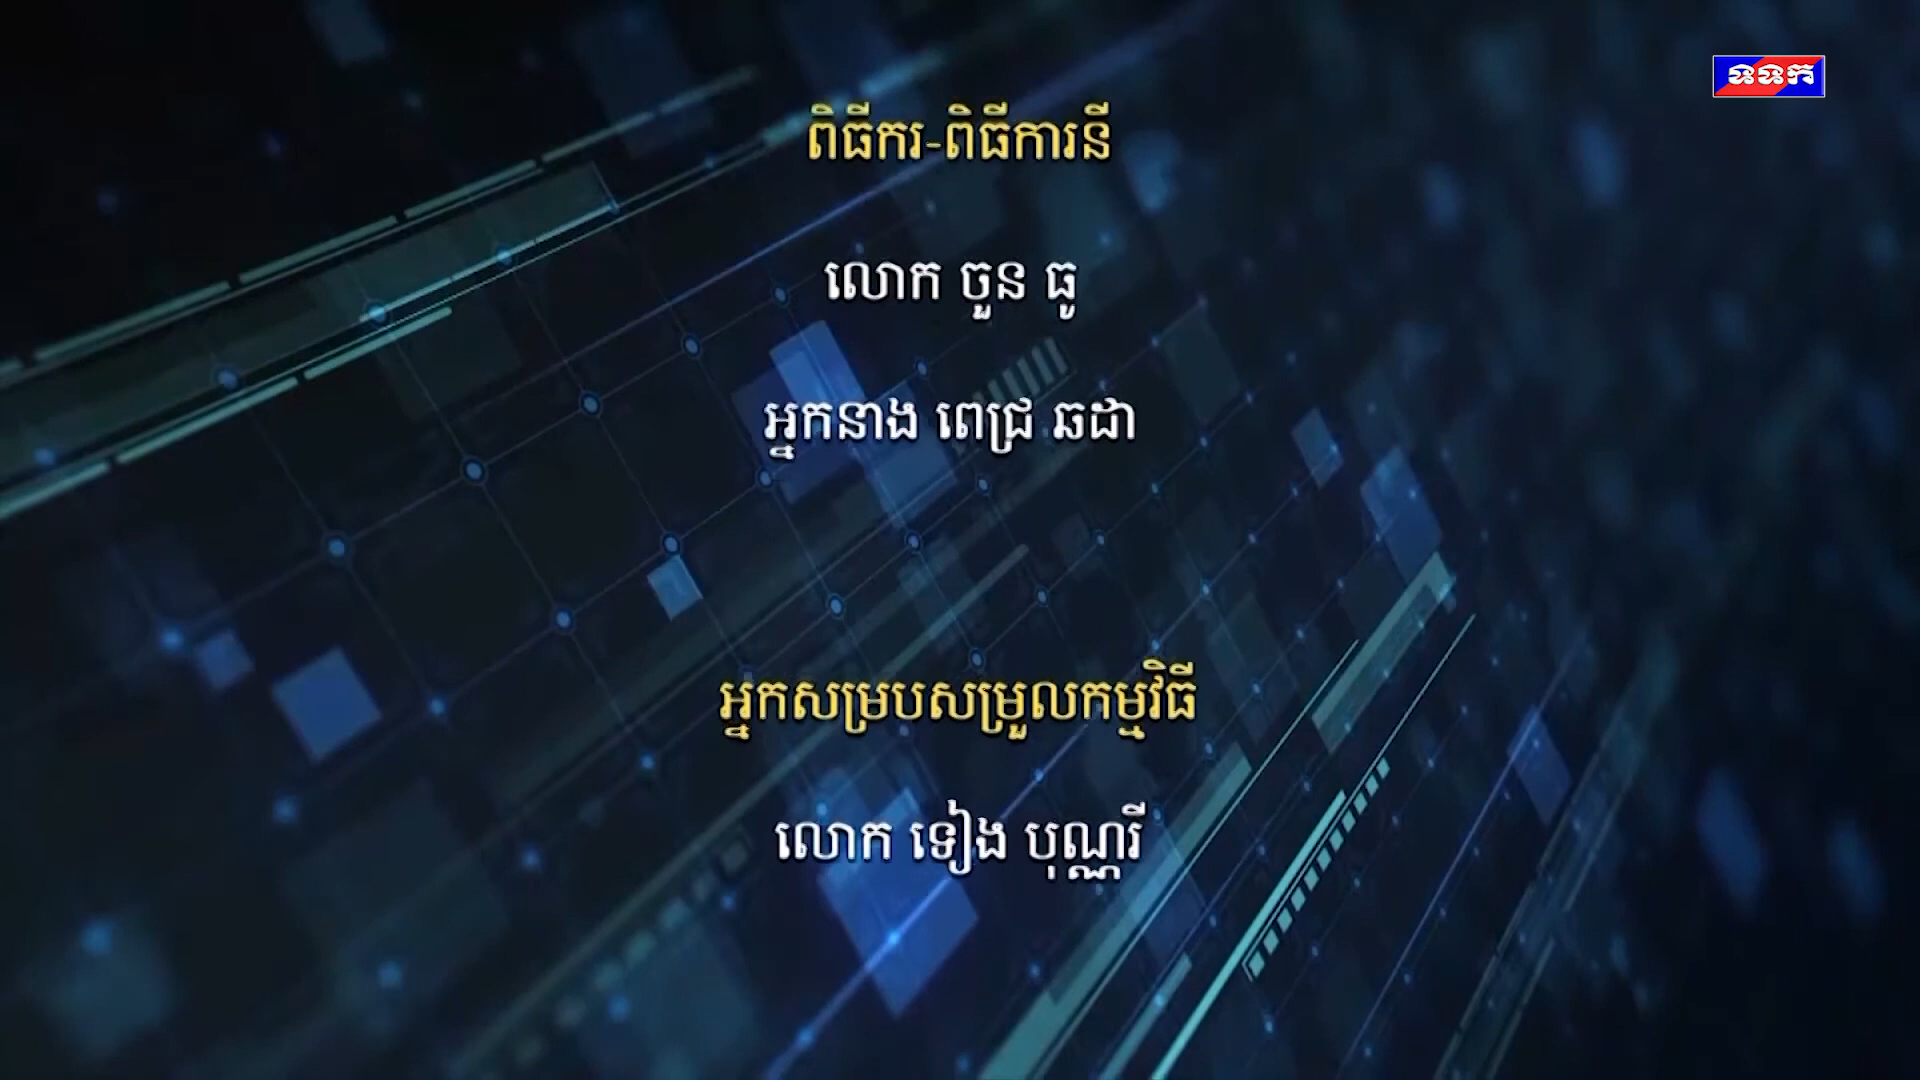 ទទក
ពិធីករ-ពិធីការនី
លោក ចួន ធូ
អ្នកនាង ពេជ្រ ឆដា
អ្នកសម្របសម្រួលកម្មវិធី
លោក ទៀង បុណ្ណរី